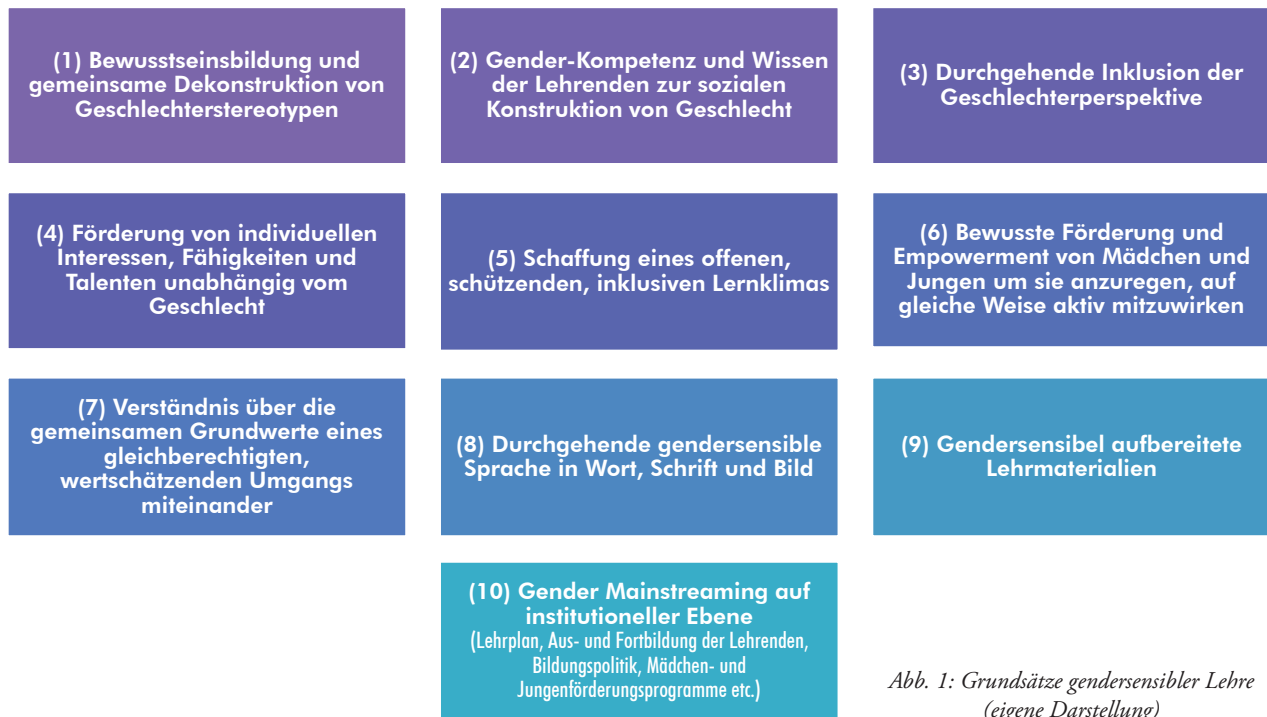 (1) Bewusstseinsbildung und
gemeinsame Dekonstruktion von
Geschlechterstereotypen
(2) Gender-Kompetenz und Wissen
der Lehrenden zur sozialen
Konstruktion von Geschlecht
(3) Durchgehende Inklusion der
Geschlechterperspektive
(4) Förderung von individuellen
Interessen, Fähigkeiten und
Talenten unabhängig vom
Geschlecht
(5) Schaffung eines offenen,
schützenden, inklusiven Lernklimas
(6) Bewusste Förderung und
Empowerment von Mädchen und
Jungen um sie anzuregen, auf
gleiche Weise aktiv mitzuwirken
(7) Verständnis über die
gemeinsamen Grundwerte eines
gleichberechtigten,
wertschätzenden Umgangs
miteinander
(8) Durchgehende gendersensible
Sprache in Wort, Schrift und Bild
(9) Gendersensibel aufbereitete
Lehrmaterialien
(10) Gender Mainstreaming auf
institutioneller Ebene
(Lehrplan, Aus- und Fortbildung der Lehrenden,
Bildungspolitik, Mädchen- und
Jungenförderungsprogramme etc.)
Abb. 1: Grundsätze gendersensibler Lehre
(eigene Darstellung)